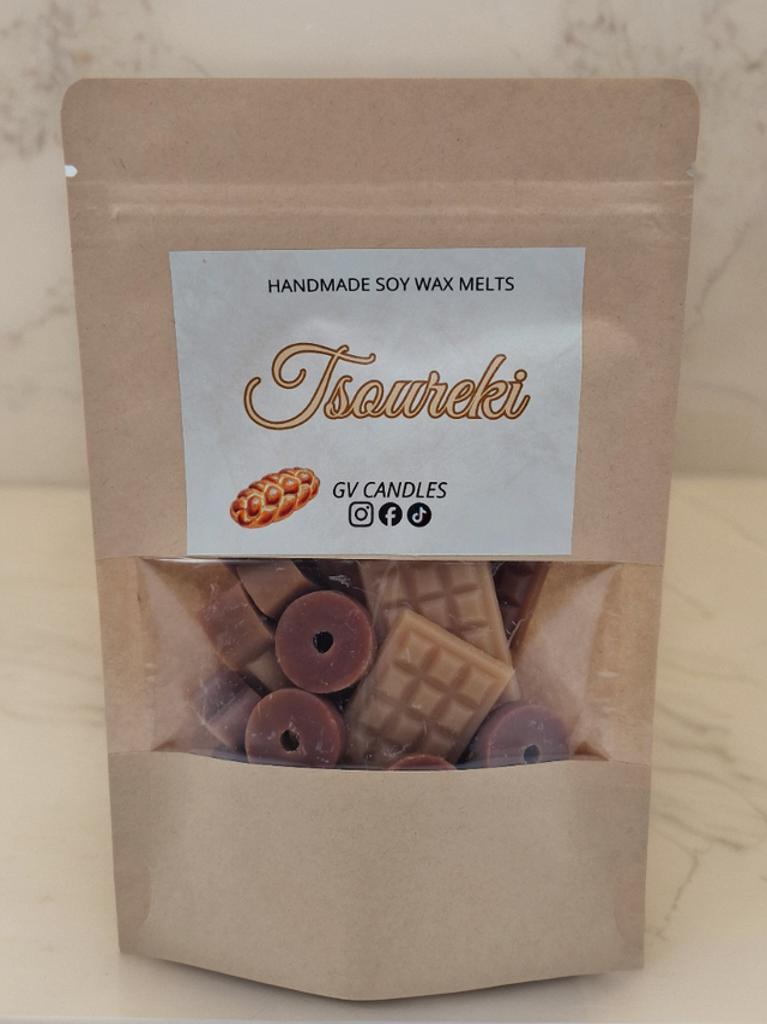 HANDMADE SOY WAX MELTS
Tsoureki
GV CANDLES